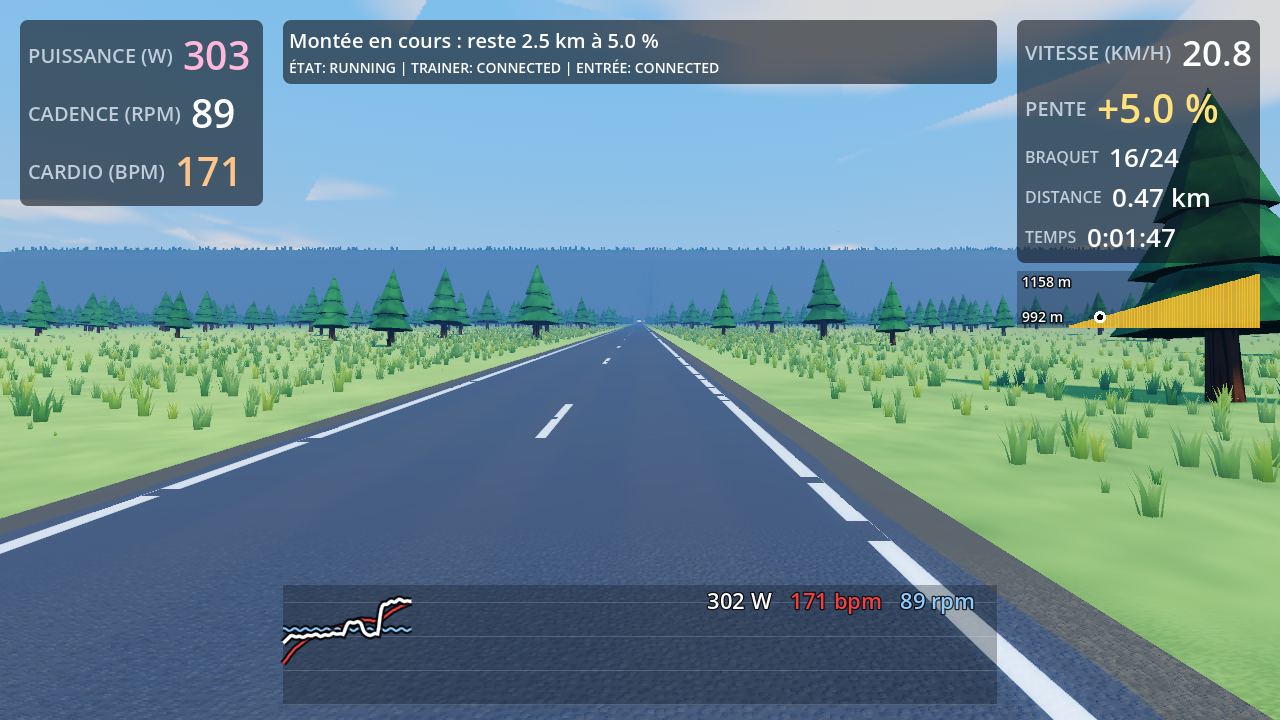 PUISSANCE (W) 303
CADENCE (RPM) 89
CARDIO (BPM) 171
Montée en cours : reste 2.5 km à 5.0 %
ÉTAT: RUNNING | TRAINER: CONNECTED | ENTRÉE: CONNECTED
VITESSE (KM/H) 20.8
PENTE +5.0 %
BRAQUET 16/24
DISTANCE 0.47 km
TEMPS 0:01:47
1158 m
992 m
302 W 171 bpm 89 rpm